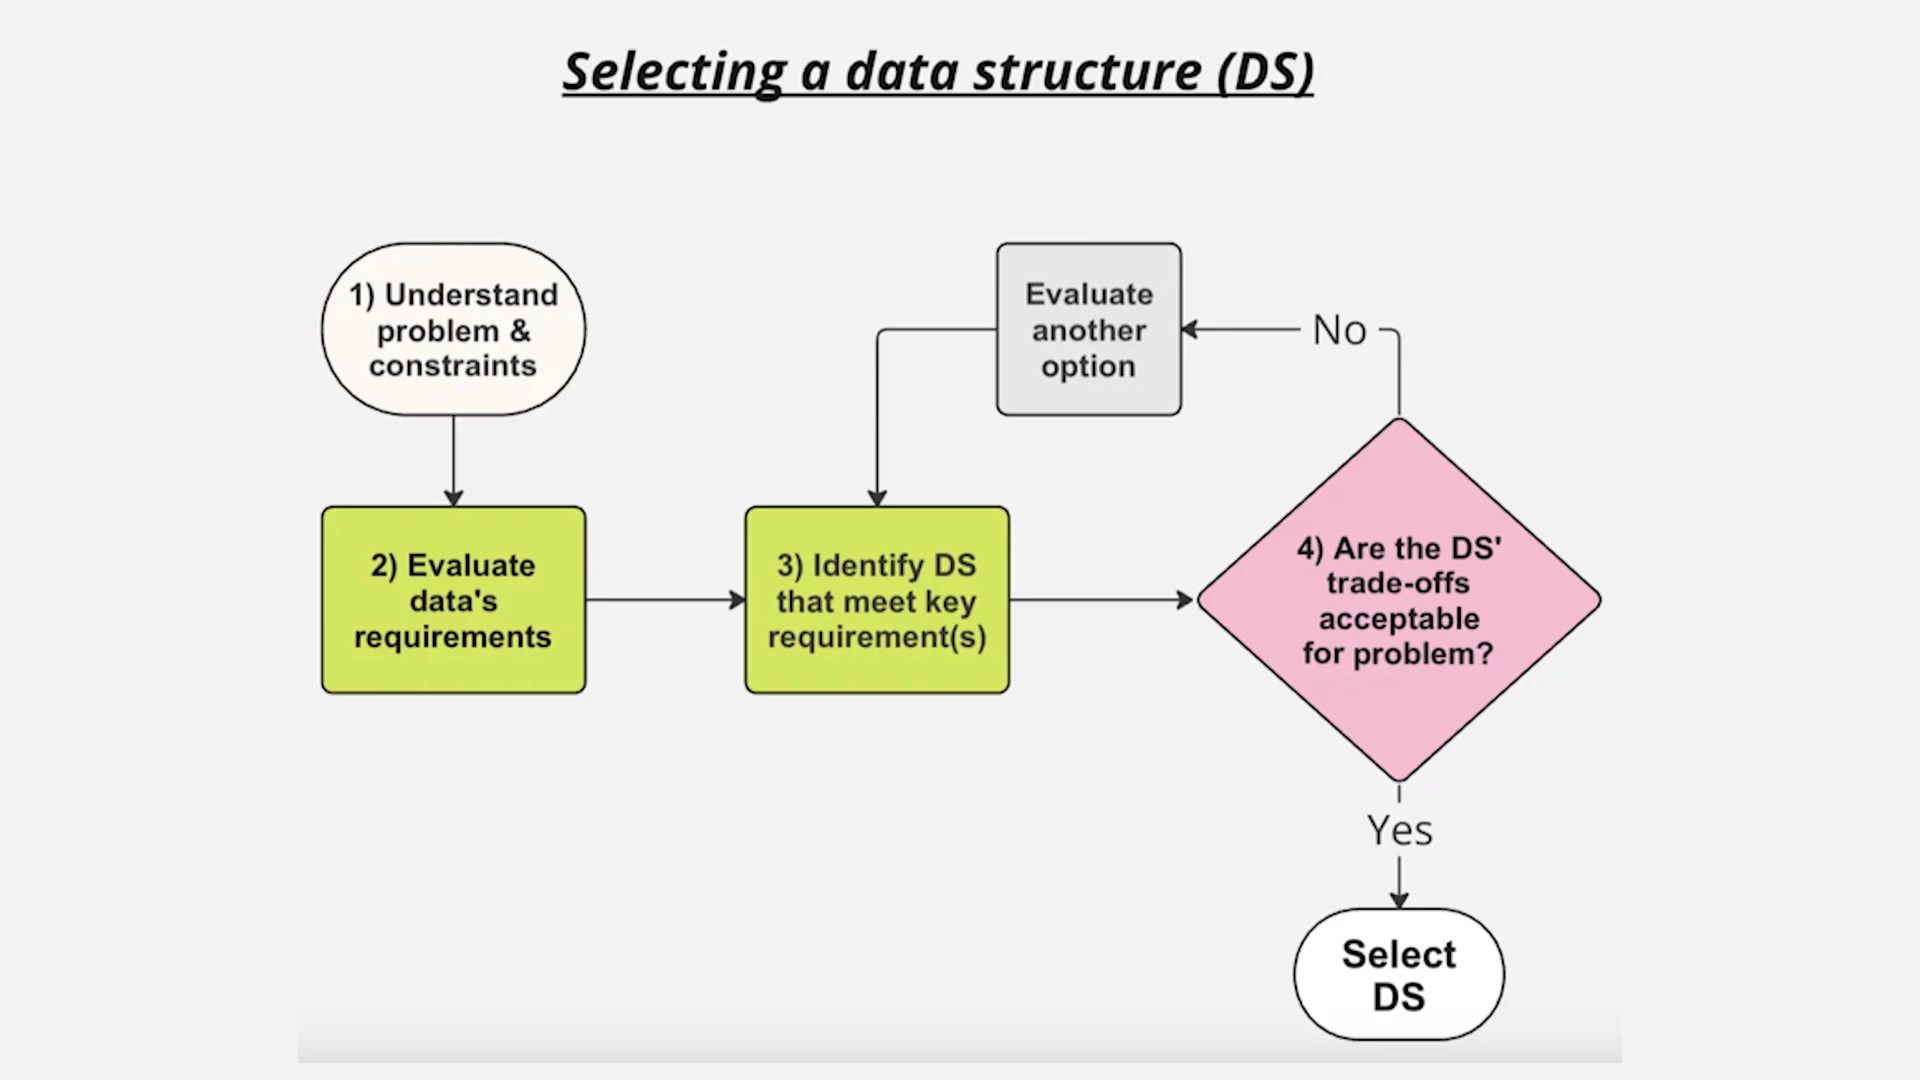 Selecting a data structure (DS)
1) Understand
problem &
constraints
Evaluate
another
option
No
2) Evaluate
data's
requirements
3) Identify DS
that meet key
requirement(s)
4) Are the DS'
trade-offs
acceptable
for problem?
Yes
Select
DS